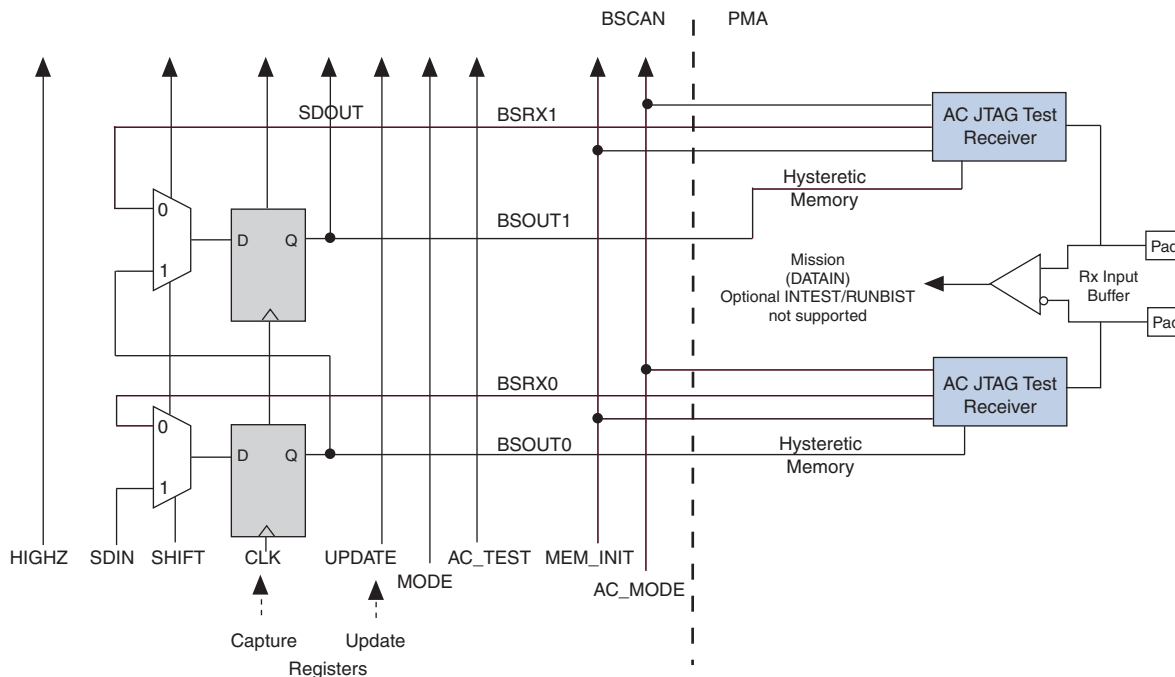 BSCAN
PMA
SDOUT
BSRX1
AC JTAG Test
Receiver
0
Hysteretic
Memory
D
Q
BSOUT1
1
Mission
(DATAIN)
Optional INTEST/RUNBIST
not supported
Rx Input
Buffer
Pad
Pad
BSRX0
AC JTAG Test
Receiver
0
BSOUT0
Hysteretic
Memory
D
Q
1
HIGHZ
SDIN
SHIFT
CLK
UPDATE
MODE
AC_TEST
MEM_INIT
AC_MODE
Capture
Update
Registers